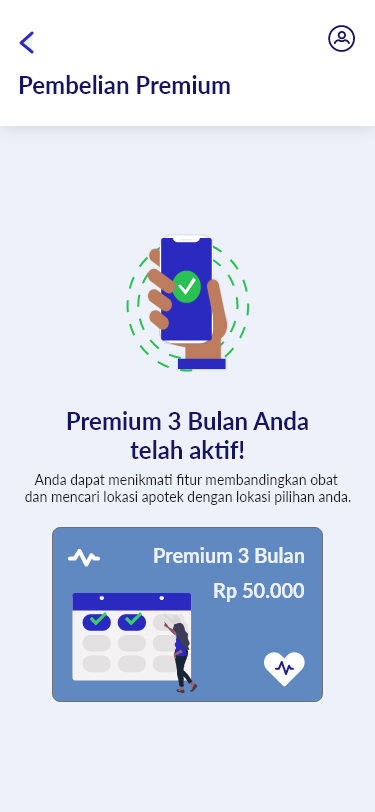 Pembelian Premium
Premium 3 Bulan Anda
telah aktif!
Anda dapat menikmati fitur membandingkan obat
dan mencari lokasi apotek dengan lokasi pilihan anda.
Premium 3 Bulan
Rp 50.000